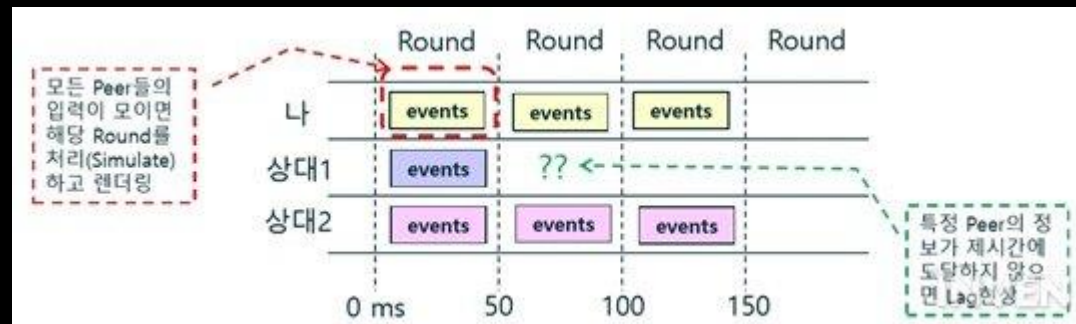 Round Round Round Round
모든 Peer들의
입력이 모이면
해당 Round를
처리(Simulate)
하고 렌더링
나 events events events
상대1 events ??
상대2 events events events
특정 Peer의 정
보가 제시간에
도달하지 않으
면 Lag현상
0 ms 50 100 150
INVEN